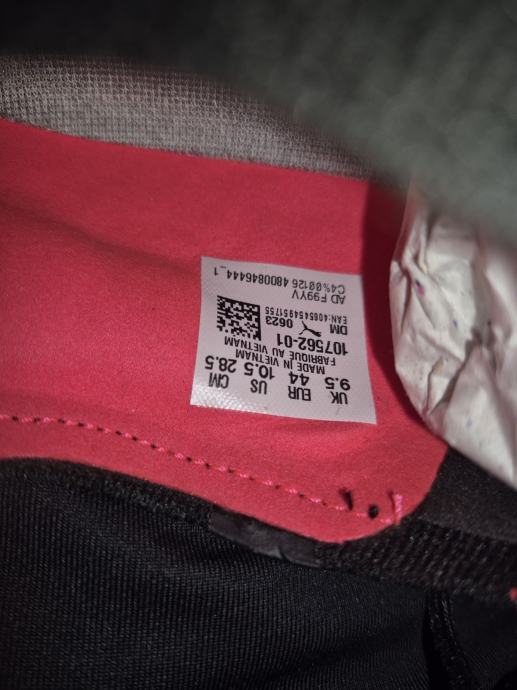 UK EUR US CM
9.5 44 10.5 28.5
MADE IN VIETNAM
FABRIQUE AU VIETNAM
107562-01
DM 0623
EAN:4065454951755
AD F99YV
C4%00126 4800846444_1